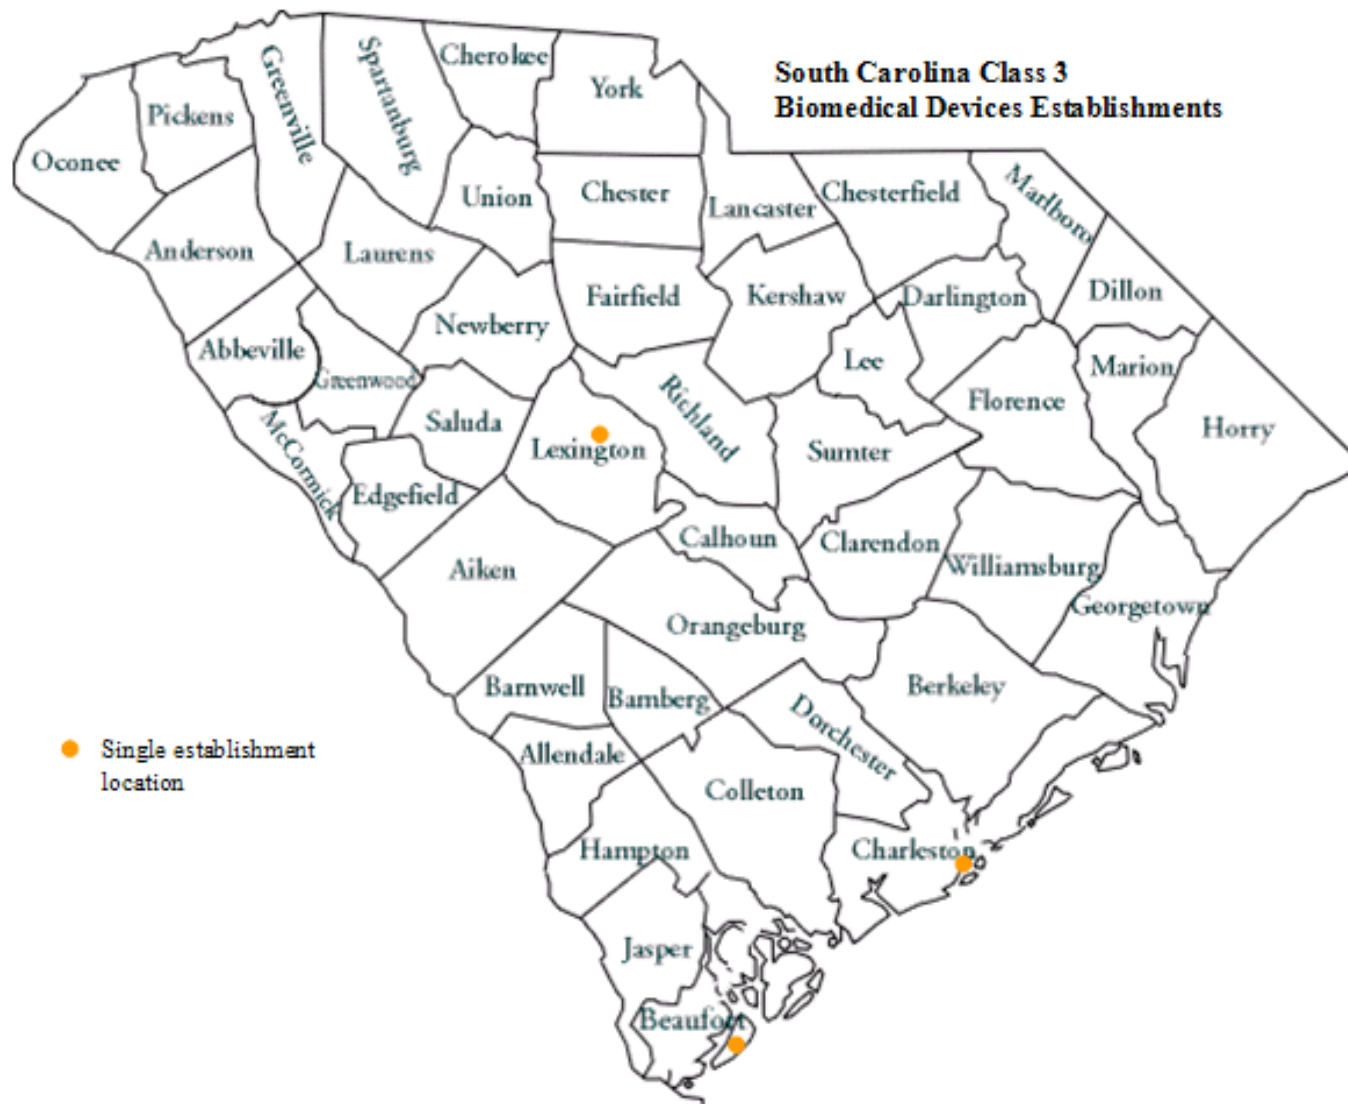 South Carolina Class 3
Biomedical Devices Establishments
Cherokee
Spartanburg
Greenville
York
Pickens
Oconee
Union
Chester
Lancaster
Chesterfield
Marlboro
Anderson
Laurens
Fairfield
Kershaw
Darlington
Dillon
Newberry
Abbeville
Greenwood
Lee
Marion
Richland
Florence
Saluda
McCormick
Lexington
Sumter
Horry
Edgefield
Calhoun
Clarendon
Aiken
Williamsburg
Georgetown
Orangeburg
Barnwell
Bamberg
Berkeley
Dorchester
Allendale
Single establishment
location
Colleton
Hampton
Charleston
Jasper
Beaufort